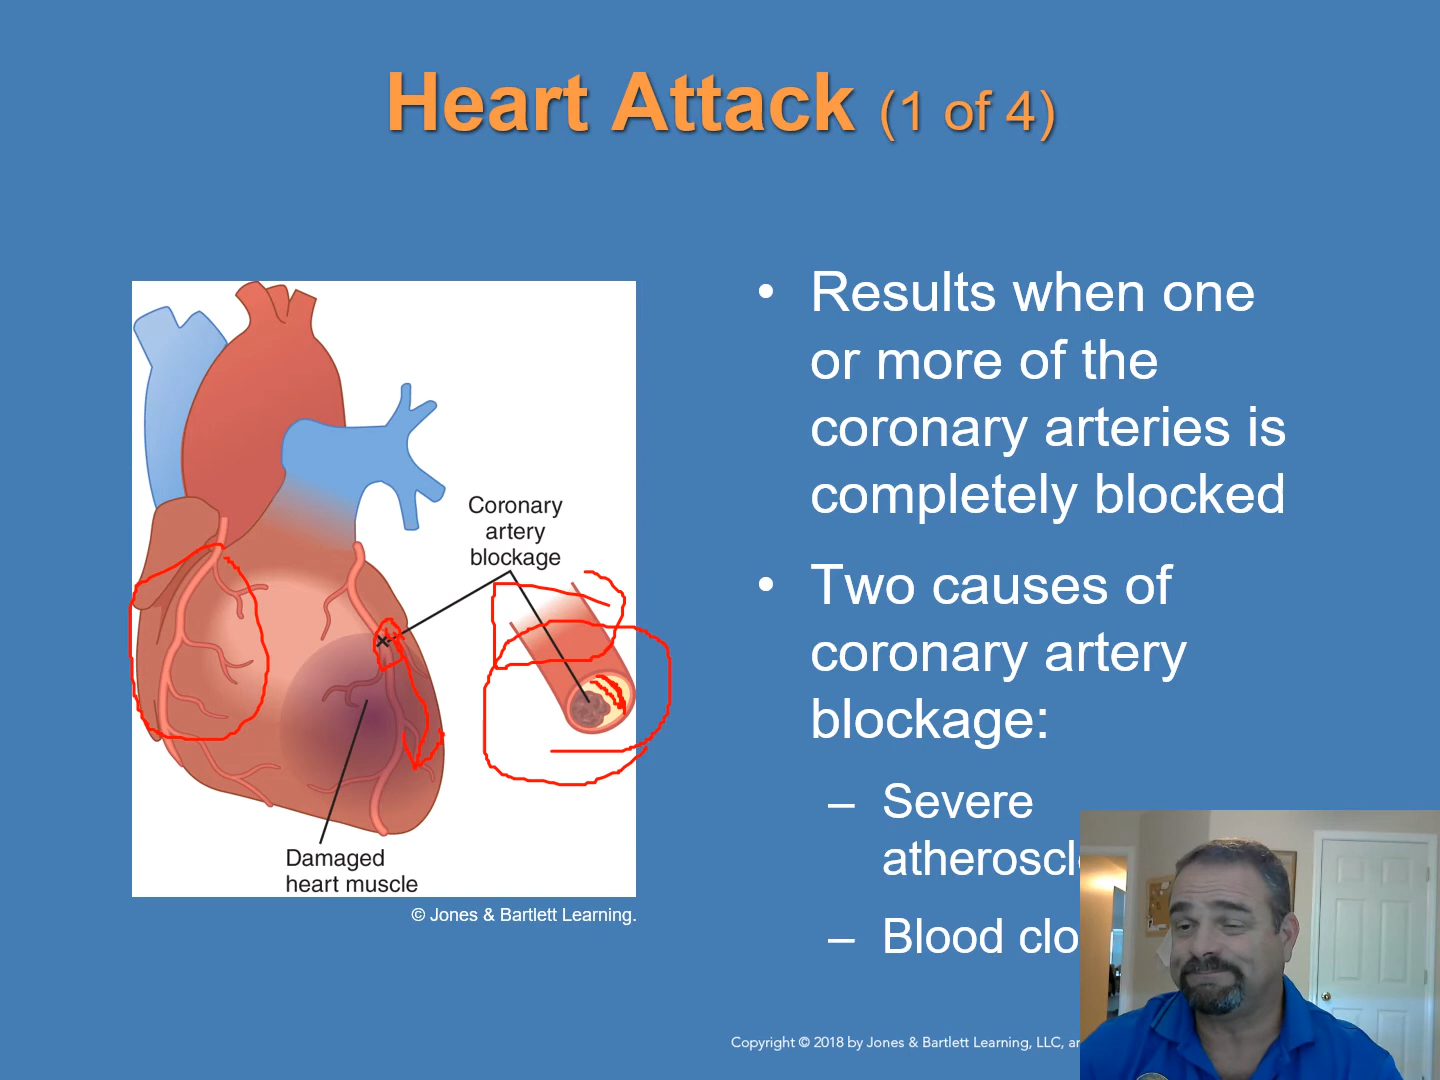 Heart Attack (1 of 4)
Coronary
artery
blockage
Damaged
heart muscle
© Jones & Bartlett Learning.
• Results when one
or more of the
coronary arteries is
completely blocked
• Two causes of
coronary artery
blockage:
– Severe
– Blood
Copyright © 2018 by Jones & Bartlett Learning, LLC,